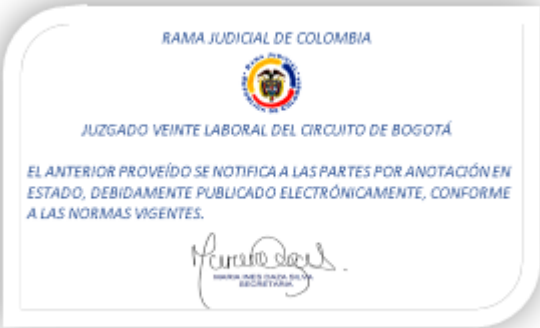 RAMA JUDICIAL DE COLOMBIA
JUZGADO VEINTE LABORAL DEL CIRCUITO DE BOGOTÁ
EL ANTERIOR PROVEÍDO SE NOTIFICA A LAS PARTES POR ANOTACIÓN EN
ESTADO, DEBIDAMENTE PUBLICADO ELECTRÓNICAMENTE, CONFORME
A LAS NORMAS VIGENTES.
MARIA INES DAZA SILVA
SECRETARIA